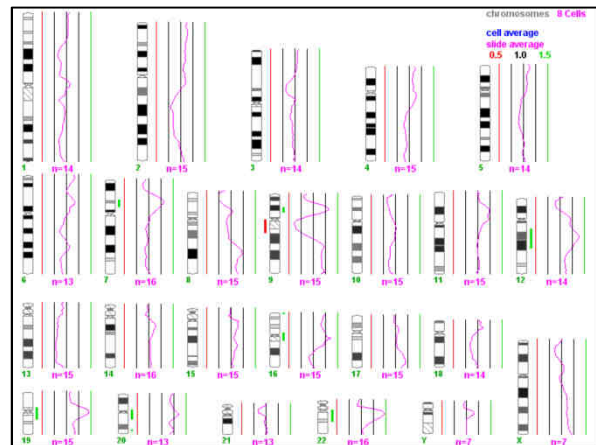 chromosomes 8 Cells
cell average
slide average
0.5 1.0 1.5
1 n=14
2 n=15
3 n=14
4 n=15
5 n=14
6 n=13
7 n=16
8 n=15
9 n=15
10 n=15
11 n=15
12 n=14
13 n=15
14 n=16
15 n=15
16 n=15
17 n=15
18 n=14
19 n=15
20 n=13
21 n=13
22 n=16
Y n=7
X n=7